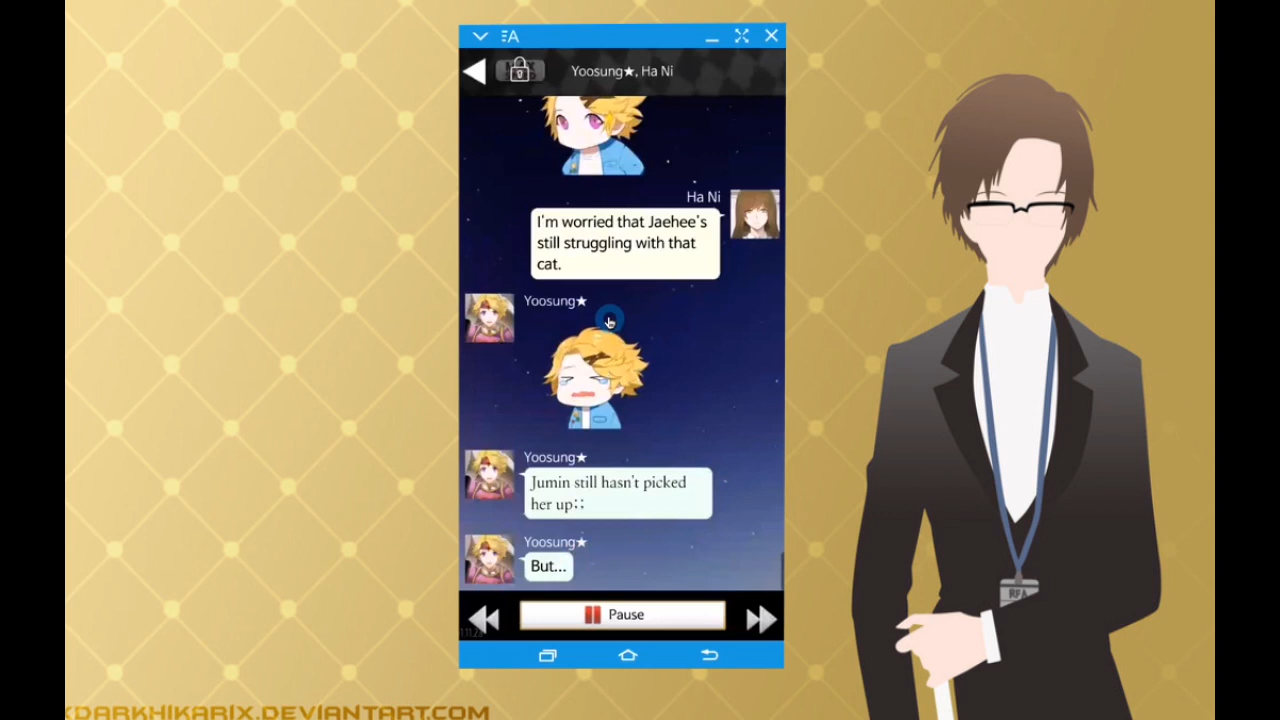 Yoosung★, Ha Ni
Ha Ni
I'm worried that Jaehee's
still struggling with that
cat.
Yoosung★
Yoosung★
Jumin still hasn't picked
her up;;
Yoosung★
But...
Pause
RFA
XDARKHIKARIX.DEVIANTART.COM